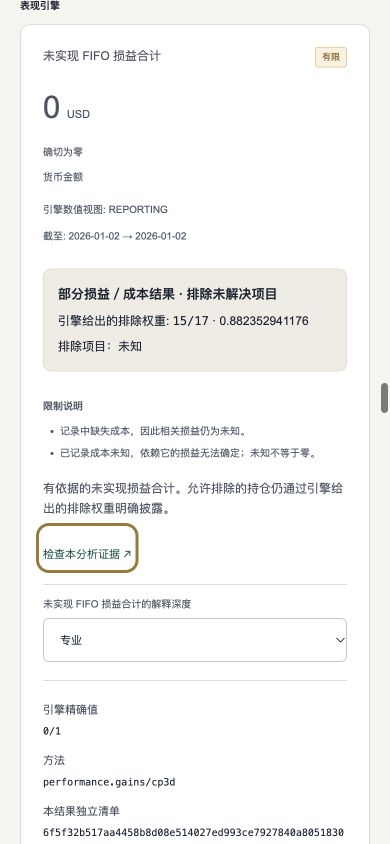 表现引擎
未实现 FIFO 损益合计
有限
0 USD
确切为零
货币金额
引擎数值视图: REPORTING
截至: 2026-01-02 → 2026-01-02
部分损益 / 成本结果 · 排除未解决项目
引擎给出的排除权重: 15/17 · 0.882352941176
排除项目：未知
限制说明
• 记录中缺失成本，因此相关损益仍为未知。
• 已记录成本未知，依赖它的损益无法确定；未知不等于零。
有依据的未实现损益合计。允许排除的持仓仍通过引擎给
出的排除权重明确披露。
检查本分析证据 ↗
未实现 FIFO 损益合计的解释深度
专业
引擎精确值
0/1
方法
performance.gains/cp3d
本结果独立清单
6f5f32b517aa4458b8d08e514027ed993ce7927840a8051830